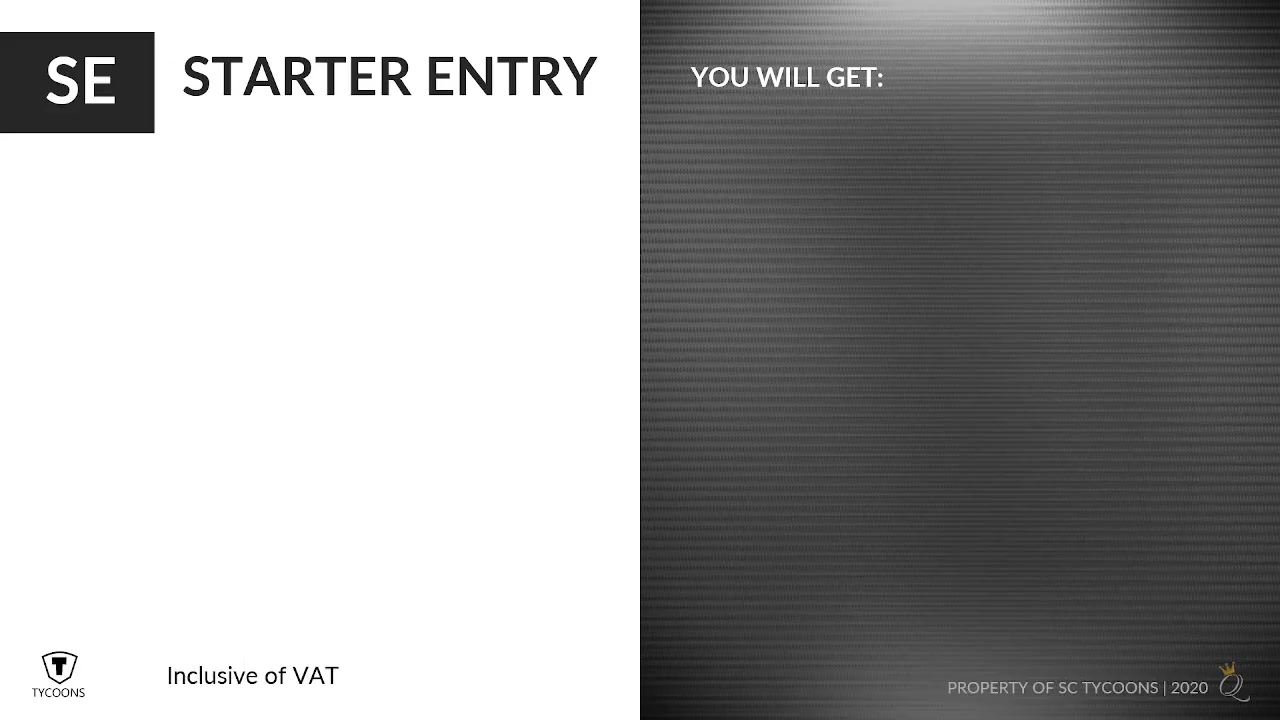 SE
STARTER ENTRY
YOU WILL GET:
T
TYCOONS
Inclusive of VAT
PROPERTY OF SC TYCOONS | 2020
Q